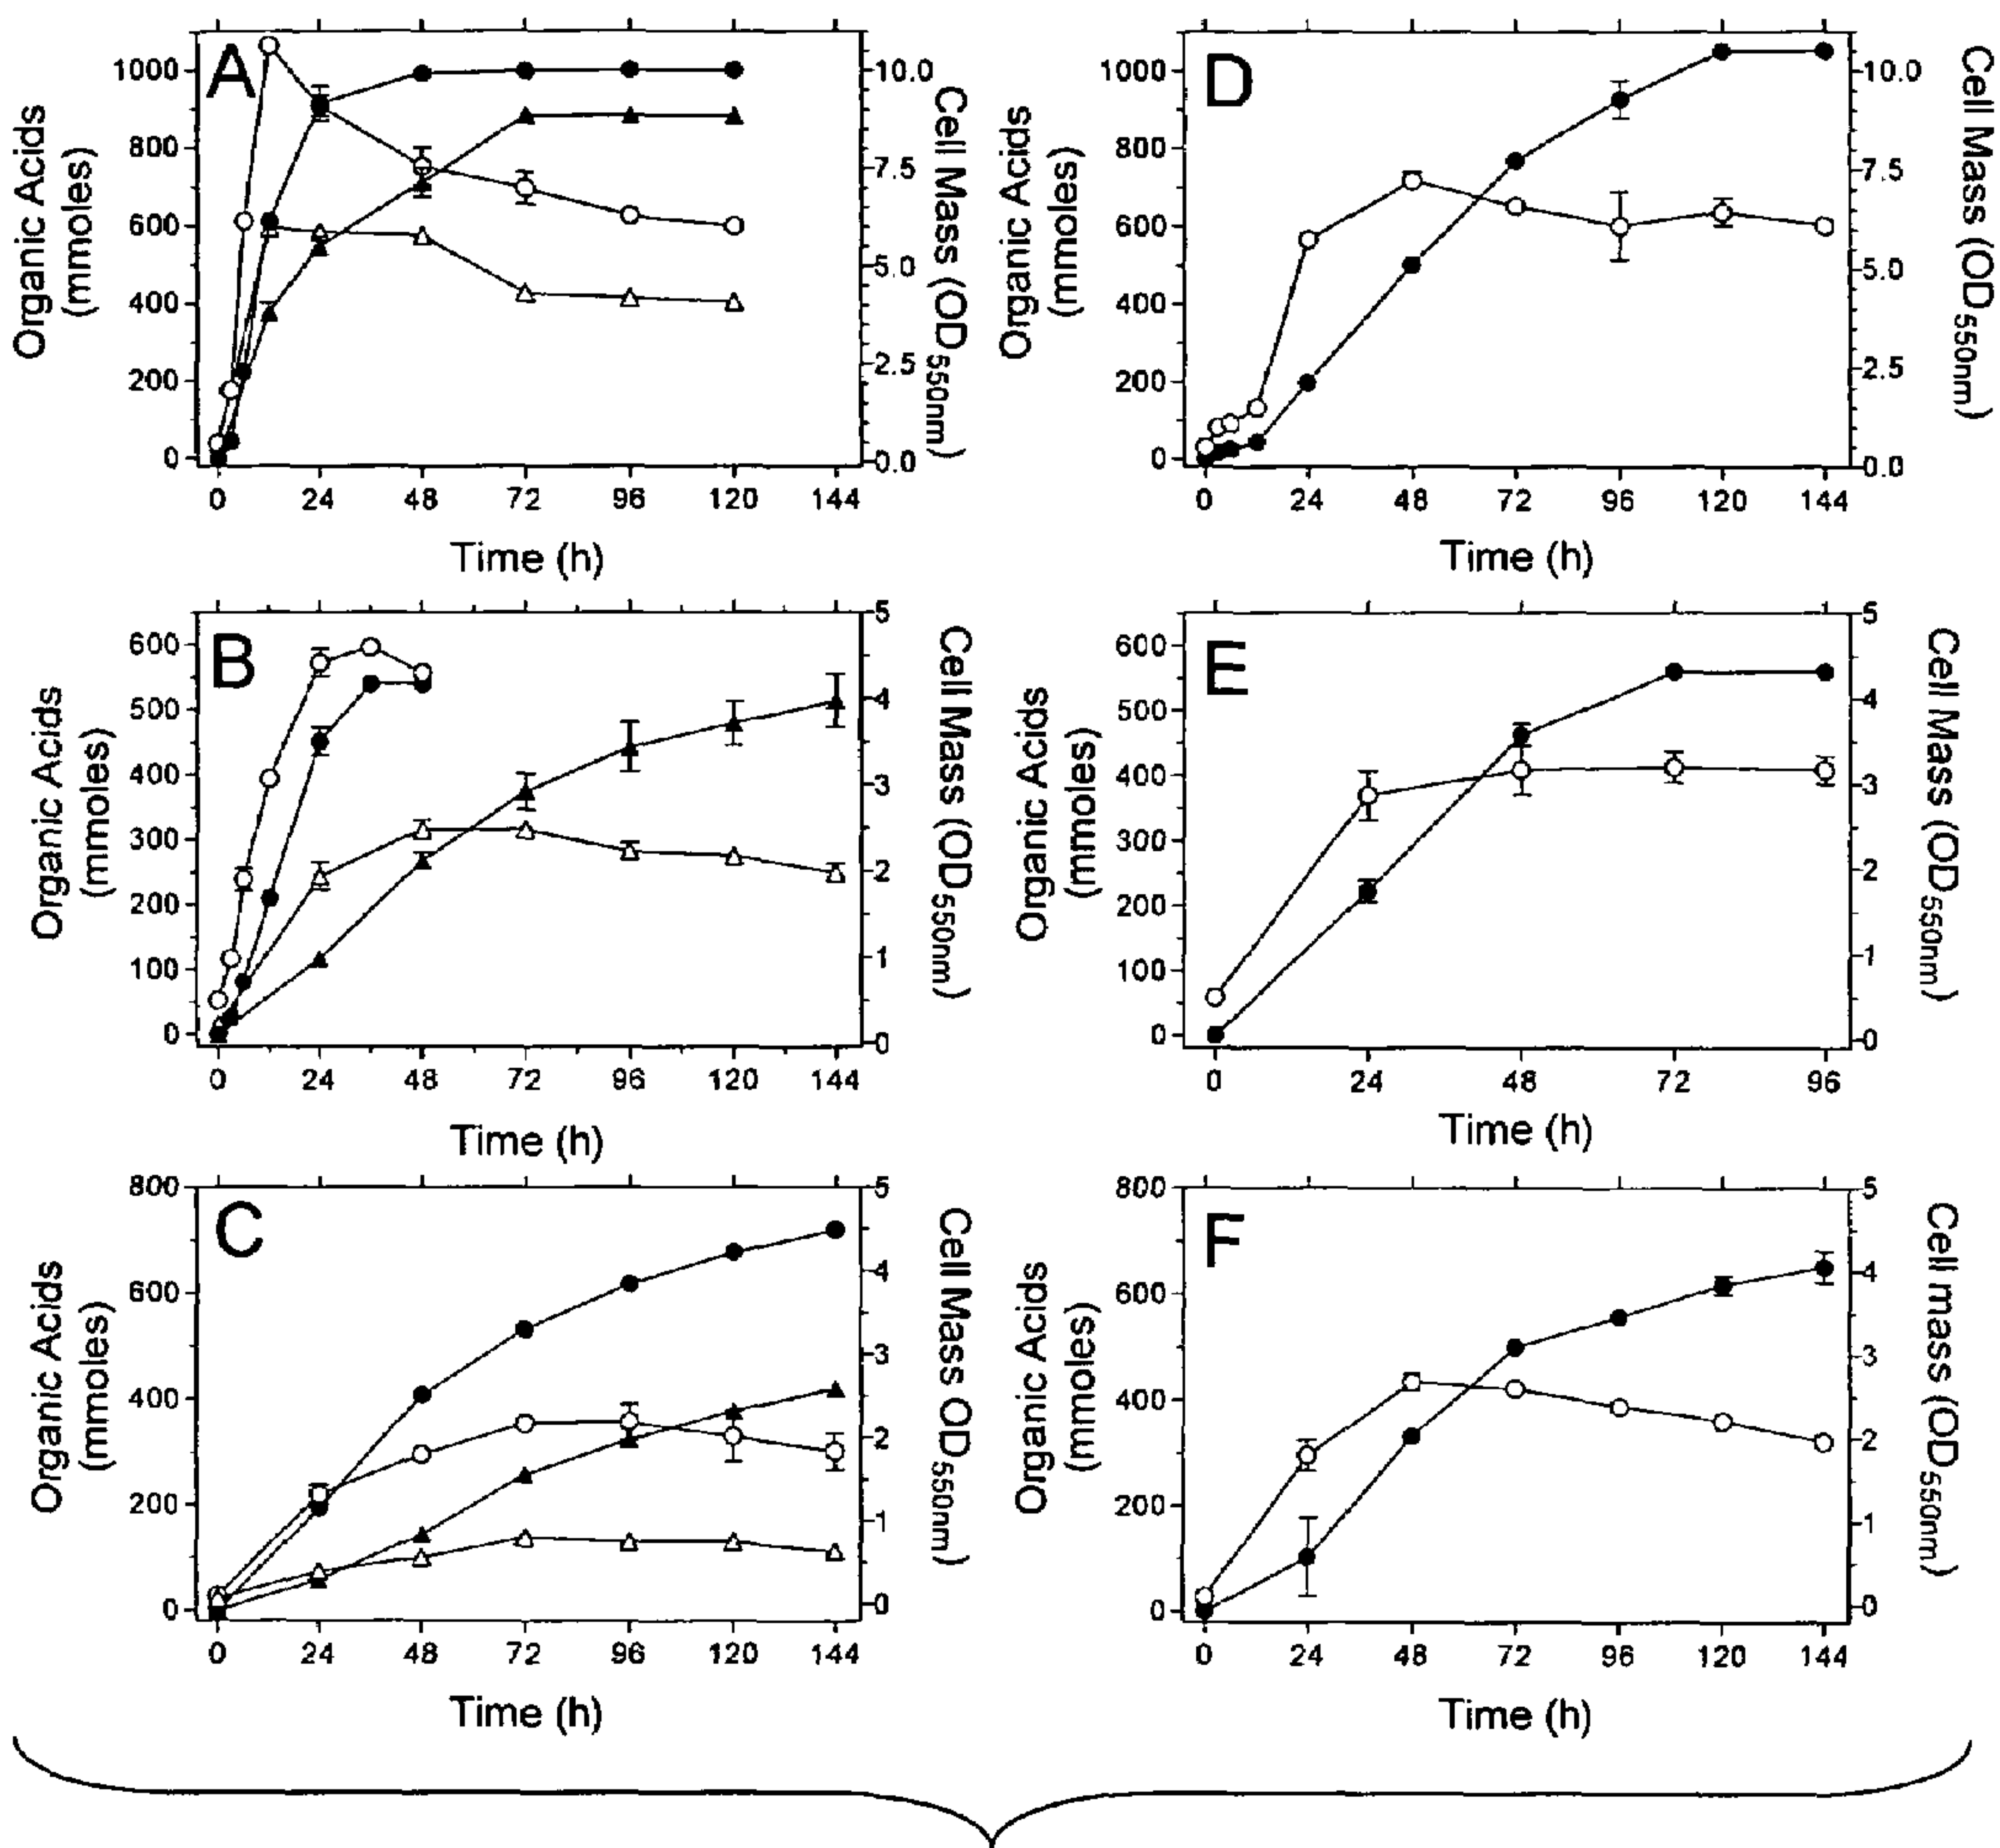 A
Organic Acids
(mmoles)
1000
800
600
400
200
0
10.0
7.5
5.0
2.5
0.0
Cell Mass (OD550nm)
0 24 48 72 96 120 144
Time (h)
D
Organic Acids
(mmoles)
1000
800
600
400
200
0
10.0
7.5
5.0
2.5
0.0
Cell Mass (OD550nm)
0 24 48 72 96 120 144
Time (h)
B
Organic Acids
(mmoles)
600
500
400
300
200
100
0
5
4
3
2
1
0
Cell Mass (OD550nm)
0 24 48 72 96 120 144
Time (h)
E
Organic Acids
(mmoles)
600
500
400
300
200
100
0
5
4
3
2
1
0
Cell Mass (OD550nm)
0 24 48 72 96
Time (h)
C
Organic Acids
(mmoles)
800
600
400
200
0
5
4
3
2
1
0
Cell Mass OD550nm)
0 24 48 72 96 120 144
Time (h)
F
Organic Acids
(mmoles)
800
600
400
200
0
5
4
3
2
1
0
Cell mass (OD550nm)
0 24 48 72 96 120 144
Time (h)